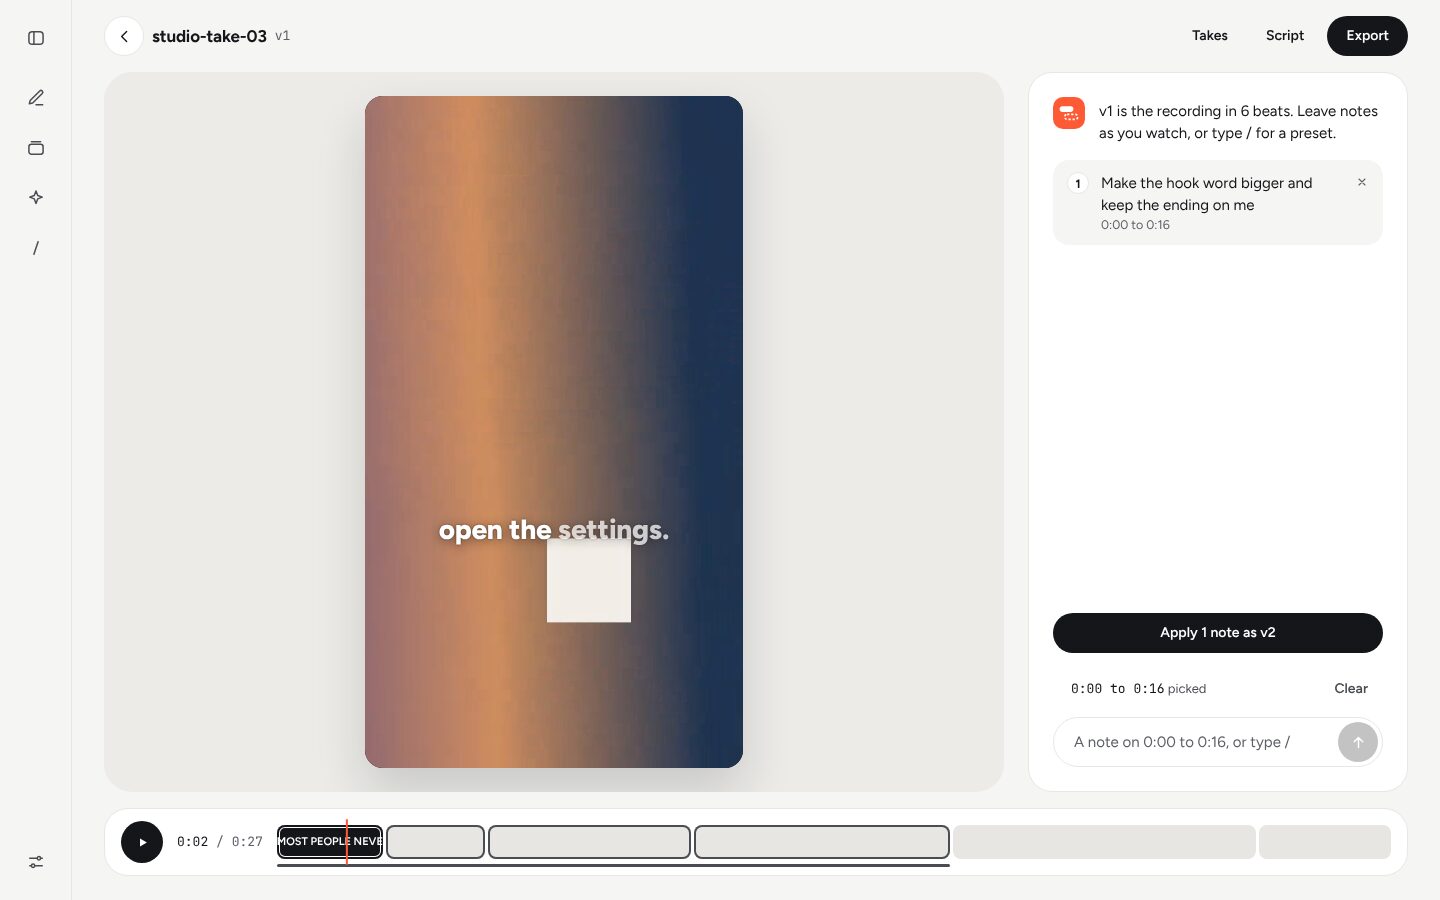 studio-take-03 v1
Takes
Script
Export
v1 is the recording in 6 beats. Leave notes
as you watch, or type / for a preset.
1
Make the hook word bigger and
keep the ending on me
0:00 to 0:16
open the settings.
Apply 1 note as v2
0:00 to 0:16 picked
Clear
A note on 0:00 to 0:16, or type /
0:02 / 0:27
MOST PEOPLE NEVE